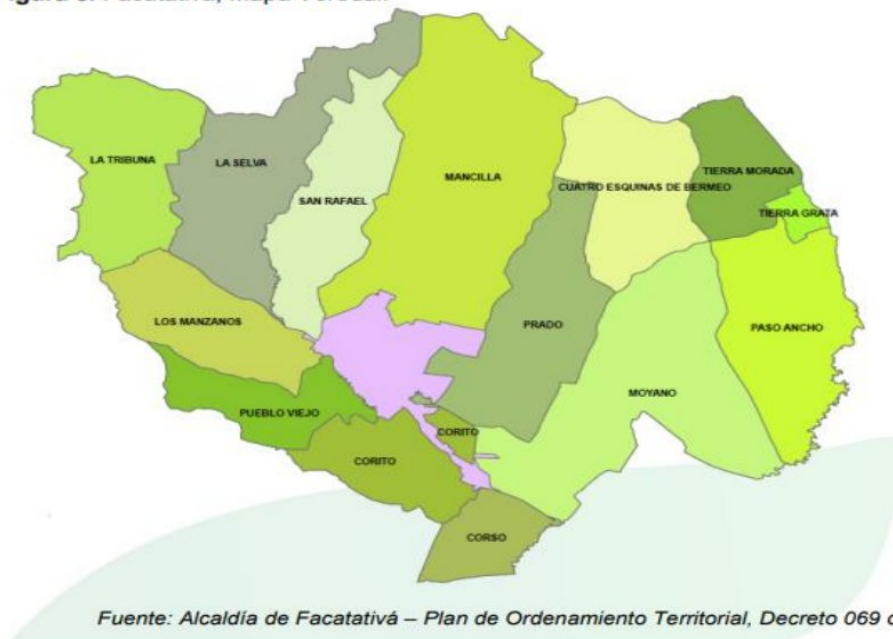 Facatativá,
LA TRIBUNA
LA SELVA
SAN RAFAEL
MANCILLA
CUATRO ESQUINAS DE BERMEO
TIERRA MORADA
TIERRA GRATA
LOS MANZANOS
PRADO
PASO ANCHO
MOYANO
PUEBLO VIEJO
CORITO
CORITO
CORSO
Fuente: Alcaldía de Facatativá – Plan de Ordenamiento Territorial, Decreto 069